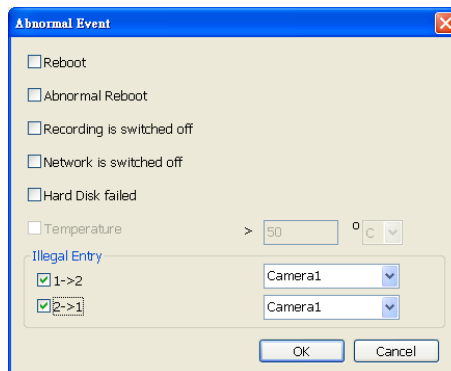 Abnormal Event
Reboot
Abnormal Reboot
Recording is switched off
Network is switched off
Hard Disk failed
Temperature > 50 o C
Illegal Entry
1->2 Camera1
2->1 Camera1
OK Cancel